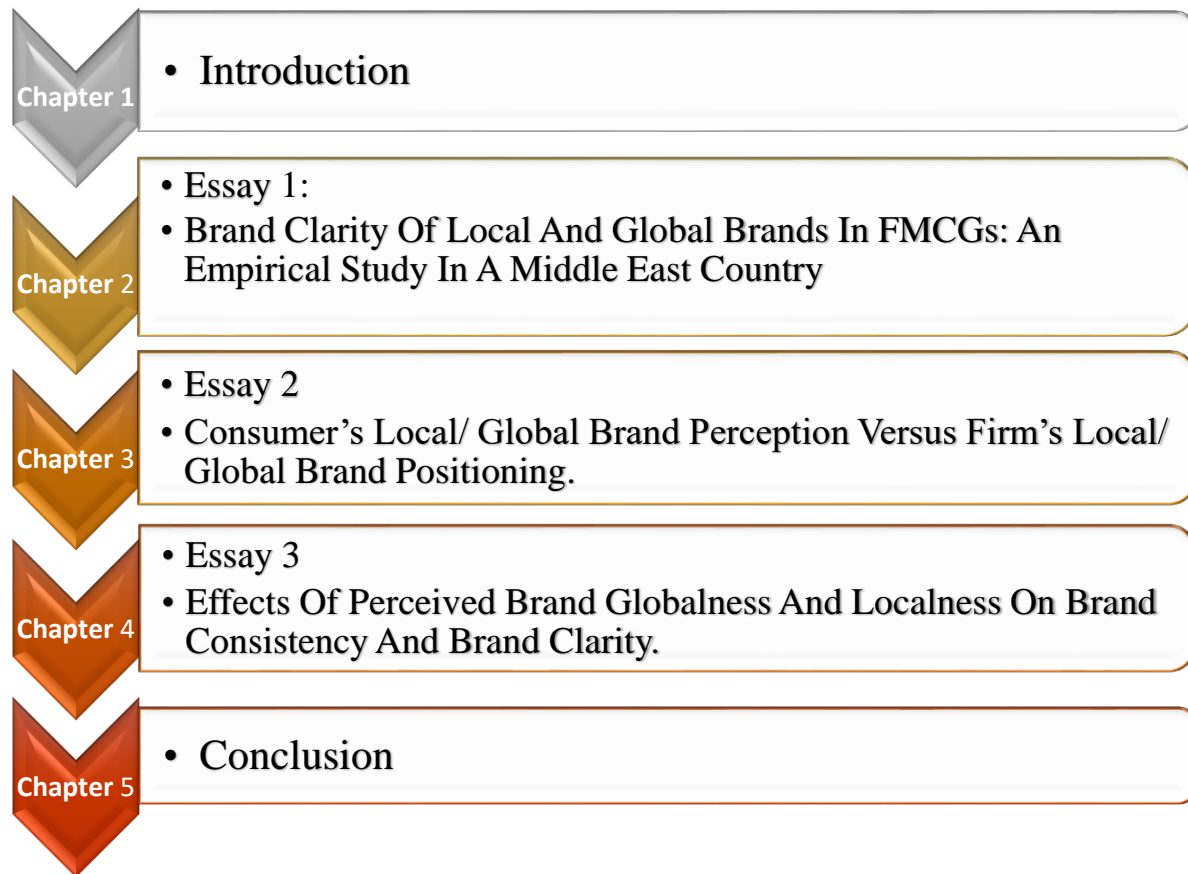 Chapter 1
• Introduction
Chapter 2
• Essay 1:
• Brand Clarity Of Local And Global Brands In FMCGs: An
Empirical Study In A Middle East Country
Chapter 3
• Essay 2
• Consumer’s Local/ Global Brand Perception Versus Firm’s Local/
Global Brand Positioning.
Chapter 4
• Essay 3
• Effects Of Perceived Brand Globalness And Localness On Brand
Consistency And Brand Clarity.
Chapter 5
• Conclusion